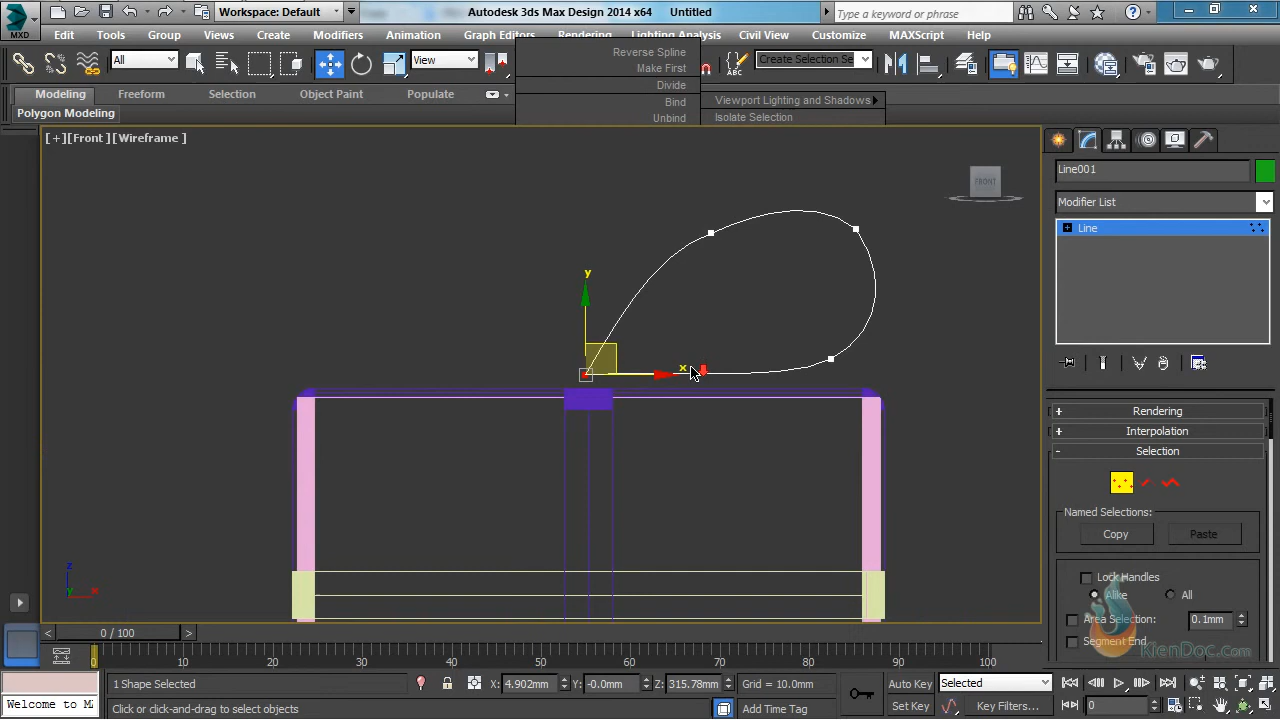 MXD
Workspace: Default
Autodesk 3ds Max Design 2014 x64 Untitled
Type a keyword or phrase
Edit Tools Group Views Create Modifiers Animation Graph Editors Rendering Lighting Analysis Civil View Customize MAXScript Help
All
View
ABC
Create Selection Se
Reverse Spline
Make First
Divide
Bind
Unbind
Viewport Lighting and Shadows
Isolate Selection
Modeling Freeform Selection Object Paint Populate
Polygon Modeling
[+][Front][Wireframe]
FRONT
y
x
z
y
x
Line001
Modifier List
Line
Rendering
Interpolation
Selection
Named Selections:
Copy Paste
Lock Handles
Alike All
Area Selection: 0.1mm
Segment End
KienDoc.Com
0 / 100
0 10 20 30 40 50 60 70 80 90 100
1 Shape Selected
X: 4.902mm Y: -0.0mm Z: 315.78mm Grid = 10.0mm
Auto Key Selected
Set Key Key Filters...
0
Welcome to MA
Click or click-and-drag to select objects
Add Time Tag